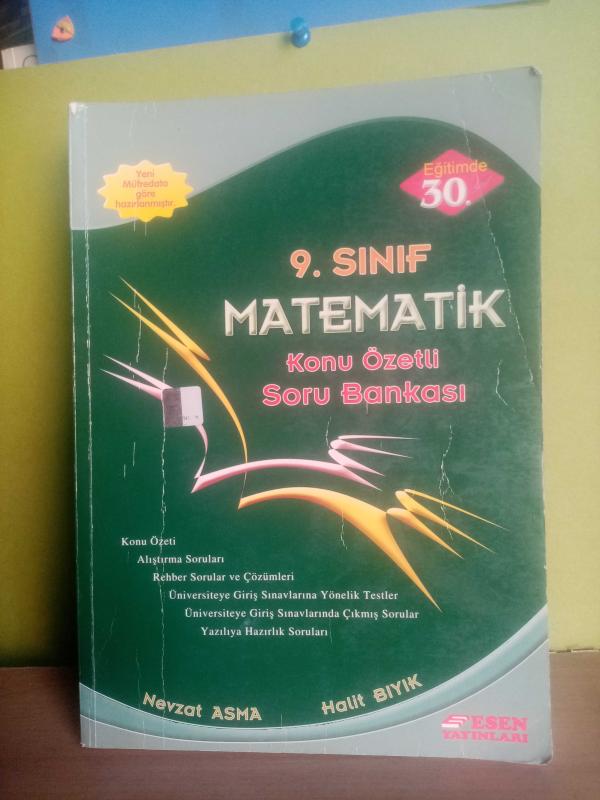 Yeni
Müfredata
göre
hazırlanmıştır.
Eğitimde
30.
9. SINIF
MATEMATİK
Konu Özetli
Soru Bankası
Konu Özeti
Alıştırma Soruları
Rehber Sorular ve Çözümleri
Üniversiteye Giriş Sınavlarına Yönelik Testler
Üniversiteye Giriş Sınavlarında Çıkmış Sorular
Yazılıya Hazırlık Soruları
Nevzat ASMA
Halit BIYIK
ESEN
YAYINLARI